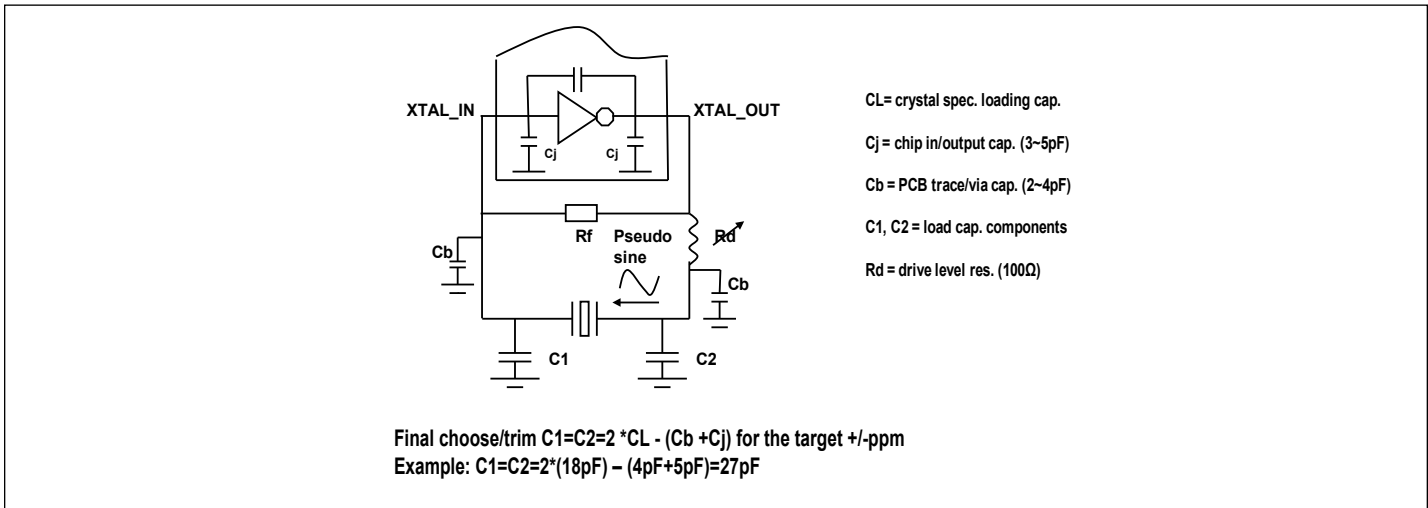 XTAL_IN
XTAL_OUT
Cj
Cj
Rf
Pseudo
sine
Rd
Cb
Cb
C1
C2
CL= crystal spec. loading cap.
Cj = chip in/output cap. (3~5pF)
Cb = PCB trace/via cap. (2~4pF)
C1, C2 = load cap. components
Rd = drive level res. (100Ω)
Final choose/trim C1=C2=2 *CL - (Cb +Cj) for the target +/-ppm
Example: C1=C2=2*(18pF) – (4pF+5pF)=27pF